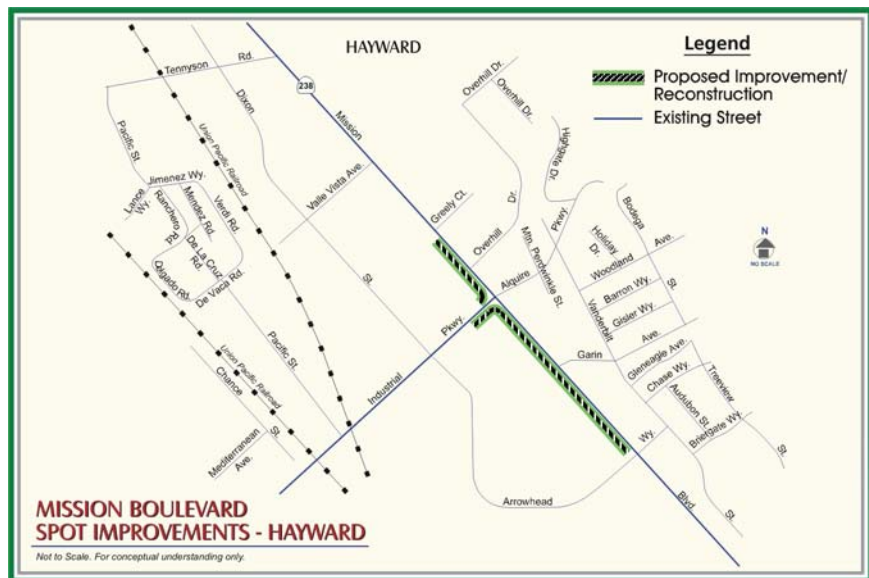 HAYWARD
Legend
Proposed Improvement/
Reconstruction
Existing Street
Tennyson Rd.
238
Mission
Dixon
Union Pacific Railroad
Pacific St.
Overhill Dr.
Overhill Dr.
Highgate Dr.
Jimenez Wy.
Lance
Wy.
Ranchero
Rd.
Mendez Rd.
Verdi Rd.
De La Cruz
Rd.
Delgado Rd.
De Vaca Rd.
Valle Vista Ave.
Greely Ct.
Overhill
Dr.
Mtn. Perdwinkle St.
Alquire
Pkwy.
Holiday
Dr.
Bodega
St.
Woodland Ave.
Barron Wy.
Gisler Wy.
Vanderbilt
St.
N
NO SCALE
St.
Pkwy.
Industrial
Pacific St.
Union Pacific Railroad
Chance
St.
Mediterranean
Ave.
Garin Ave.
Gleneagle Ave.
Chase Wy.
Audubon St.
Treeview
St.
Briergate Wy.
Wy.
Arrowhead
Blvd.
MISSION BOULEVARD
SPOT IMPROVEMENTS - HAYWARD
Not to Scale. For conceptual understanding only.